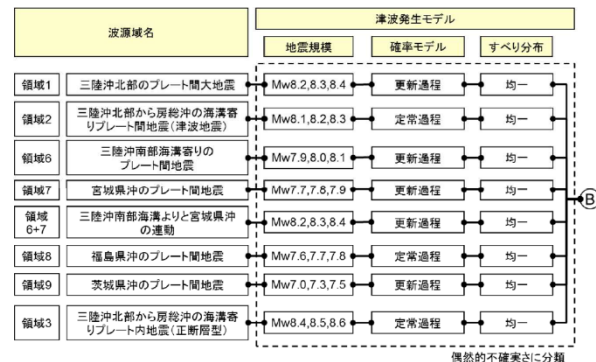 波源域名
津波発生モデル
地震規模
確率モデル
すべり分布
領域1
三陸沖北部のプレート間大地震
Mw8.2,8.3,8.4
更新過程
均一
領域2
三陸沖北部から房総沖の海溝寄
りプレート間地震(津波地震)
Mw8.1,8.2,8.3
定常過程
均一
領域6
三陸沖南部海溝寄りの
プレート間地震
Mw7.9,8.0,8.1
更新過程
均一
領域7
宮城県沖のプレート間地震
Mw7.7,7.8,7.9
更新過程
均一
領域
6+7
三陸沖南部海溝よりと宮城県沖
の連動
Mw8.2,8.3,8.4
更新過程
均一
領域8
福島県沖のプレート間地震
Mw7.6,7.7,7.8
定常過程
均一
領域9
茨城県沖のプレート間地震
Mw7.0,7.3,7.5
更新過程
均一
領域3
三陸沖北部から房総沖の海溝寄
りプレート内地震(正断層型)
Mw8.4,8.5,8.6
定常過程
均一
B
偶然的不確実さに分類